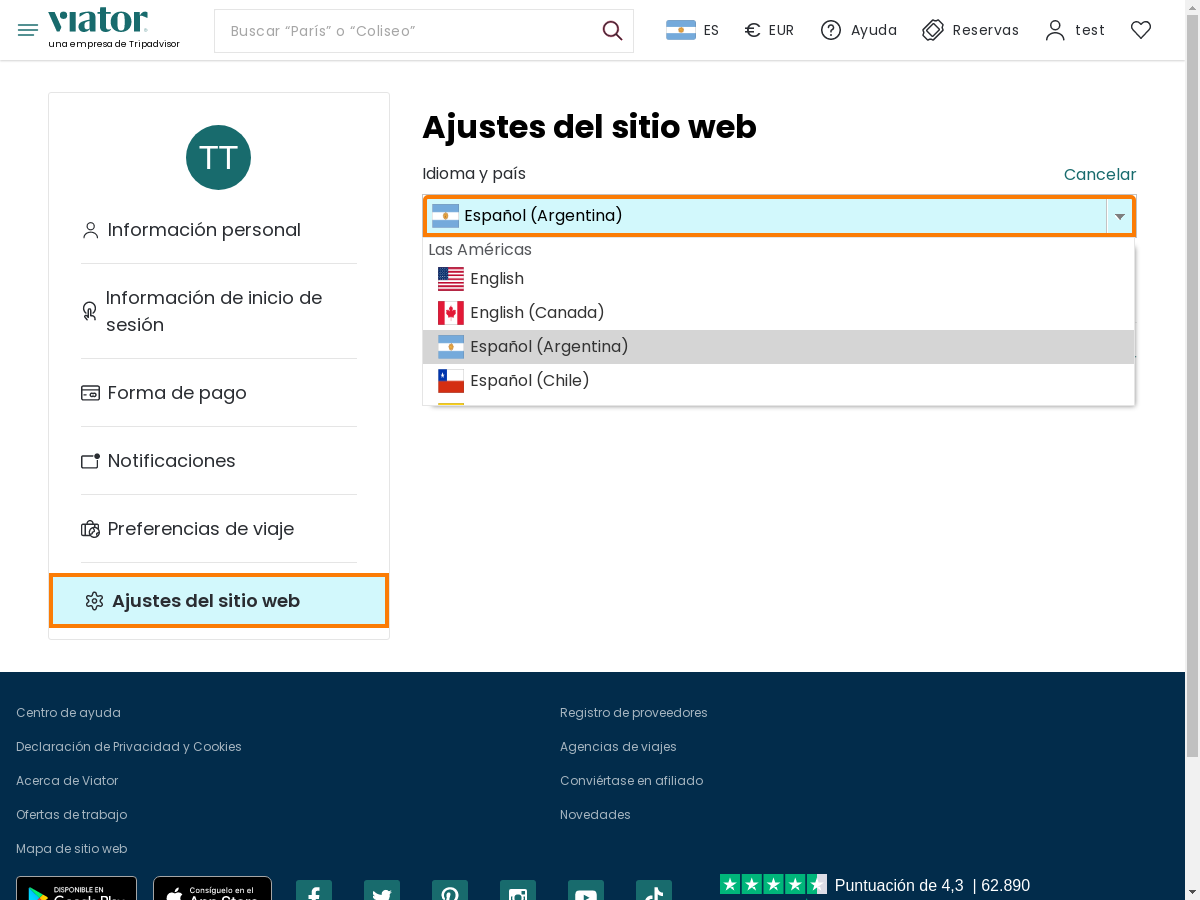 viator
una empresa de Tripadvisor
Buscar “París” o “Coliseo”
ES
EUR
Ayuda
Reservas
test
TT
Información personal
Información de inicio de
sesión
Forma de pago
Notificaciones
Preferencias de viaje
Ajustes del sitio web
Ajustes del sitio web
Idioma y país
Cancelar
Español (Argentina)
Las Américas
English
English (Canada)
Español (Argentina)
Español (Chile)
Centro de ayuda
Declaración de Privacidad y Cookies
Acerca de Viator
Ofertas de trabajo
Mapa de sitio web
Registro de proveedores
Agencias de viajes
Conviértase en afiliado
Novedades
DISPONIBLE EN
Google Play
Consíguelo en el
App Store
Puntuación de 4,3 | 62.890